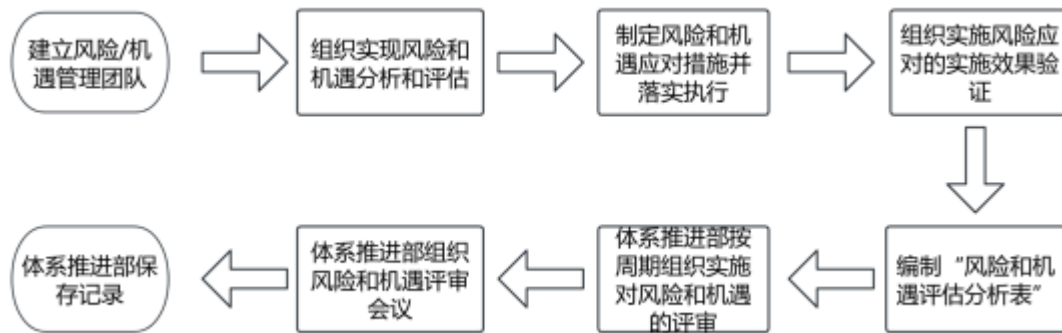 建立风险/机
遇管理团队
组织实现风险和
机遇分析和评估
制定风险和机
遇应对措施并
落实执行
组织实施风险应
对的实施效果验
证
编制“风险和机
遇评估分析表”
体系推进部按
周期组织实施
对风险和机遇
的评审
体系推进部组织
风险和机遇评审
会议
体系推进部保
存记录